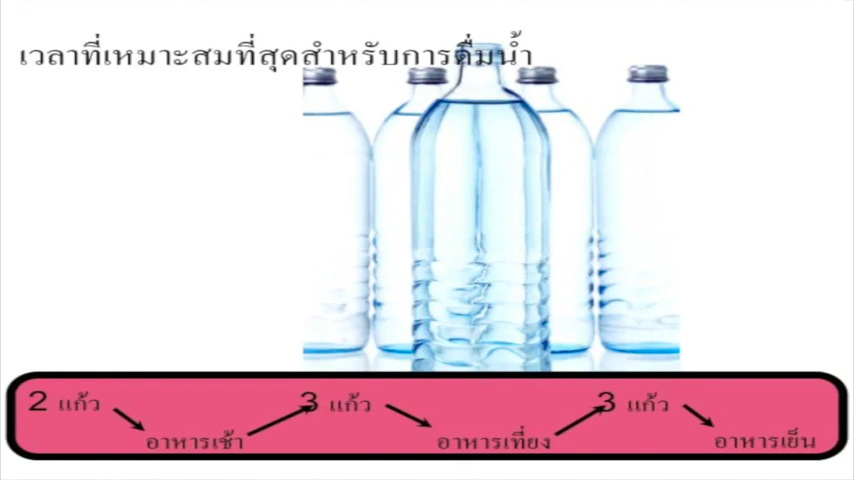 เวลาที่เหมาะสมที่สุดสำหรับการดื่มน้ำ
2 แก้ว 3 แก้ว 3 แก้ว
อาหารเช้า อาหารเที่ยง อาหารเย็น